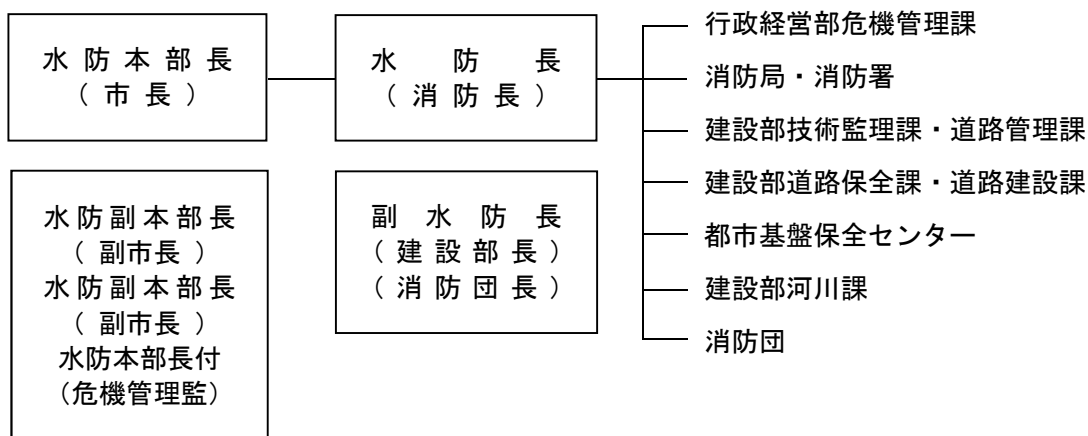 水防本部長
（市長）
水防長
（消防長）
行政経営部危機管理課
消防局・消防署
建設部技術監理課・道路管理課
建設部道路保全課・道路建設課
都市基盤保全センター
建設部河川課
消防団
水防副本部長
（副市長）
水防副本部長
（副市長）
水防本部長付
（危機管理監）
副水防長
（建設部長）
（消防団長）